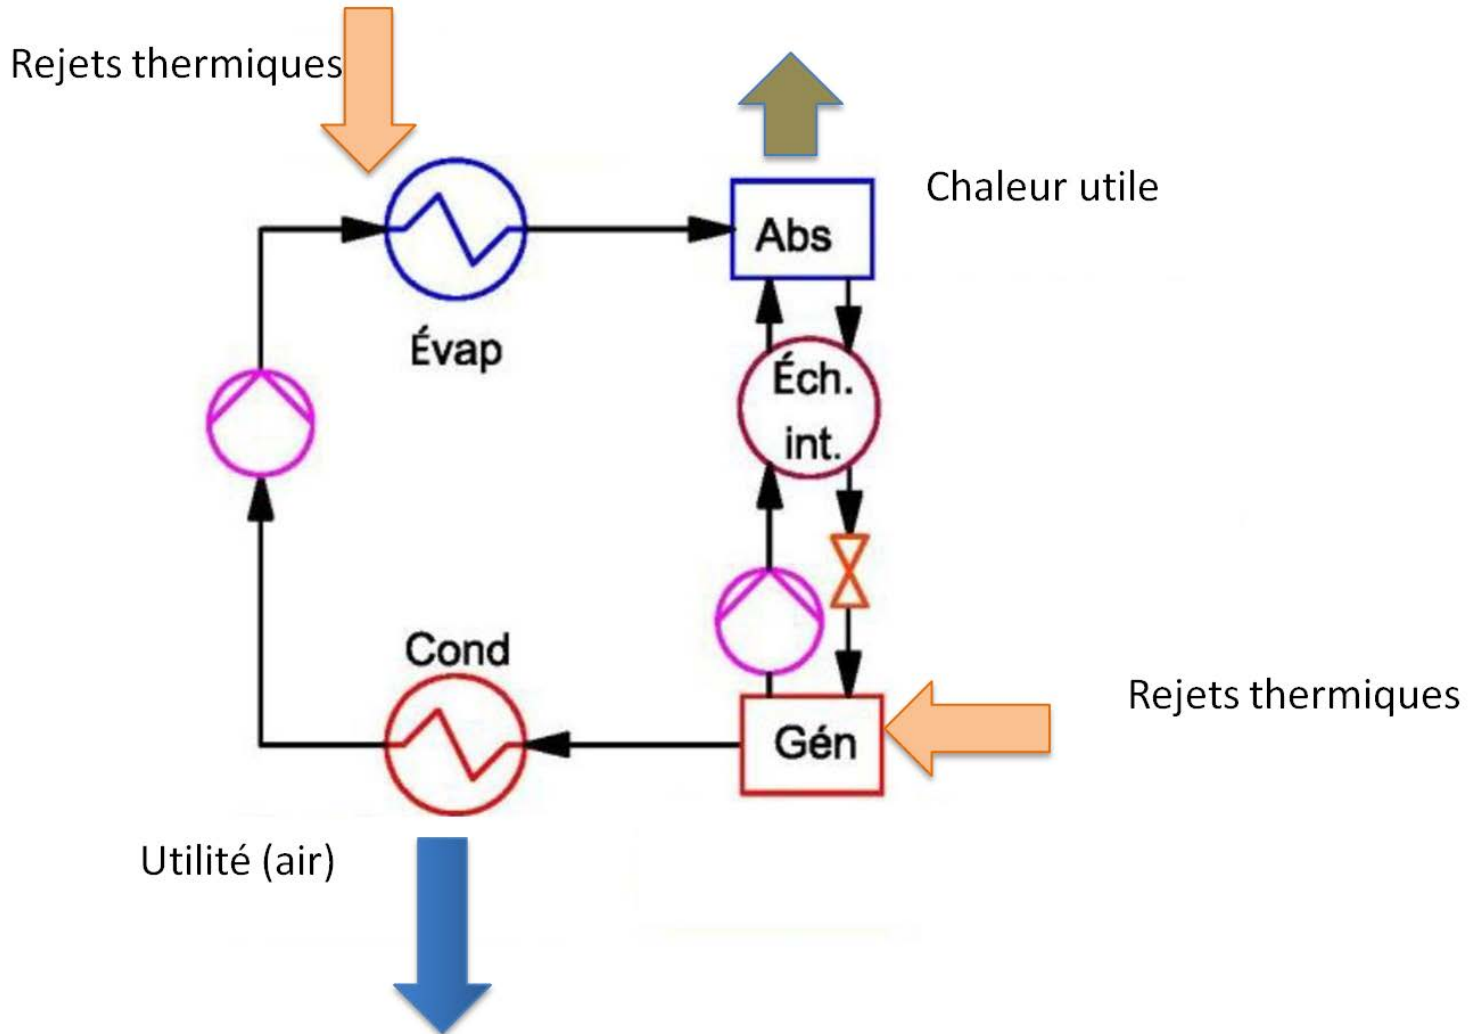 Rejets thermiques
Chaleur utile
Abs
Évap
Éch.
int.
Cond
Rejets thermiques
Gén
Utilité (air)